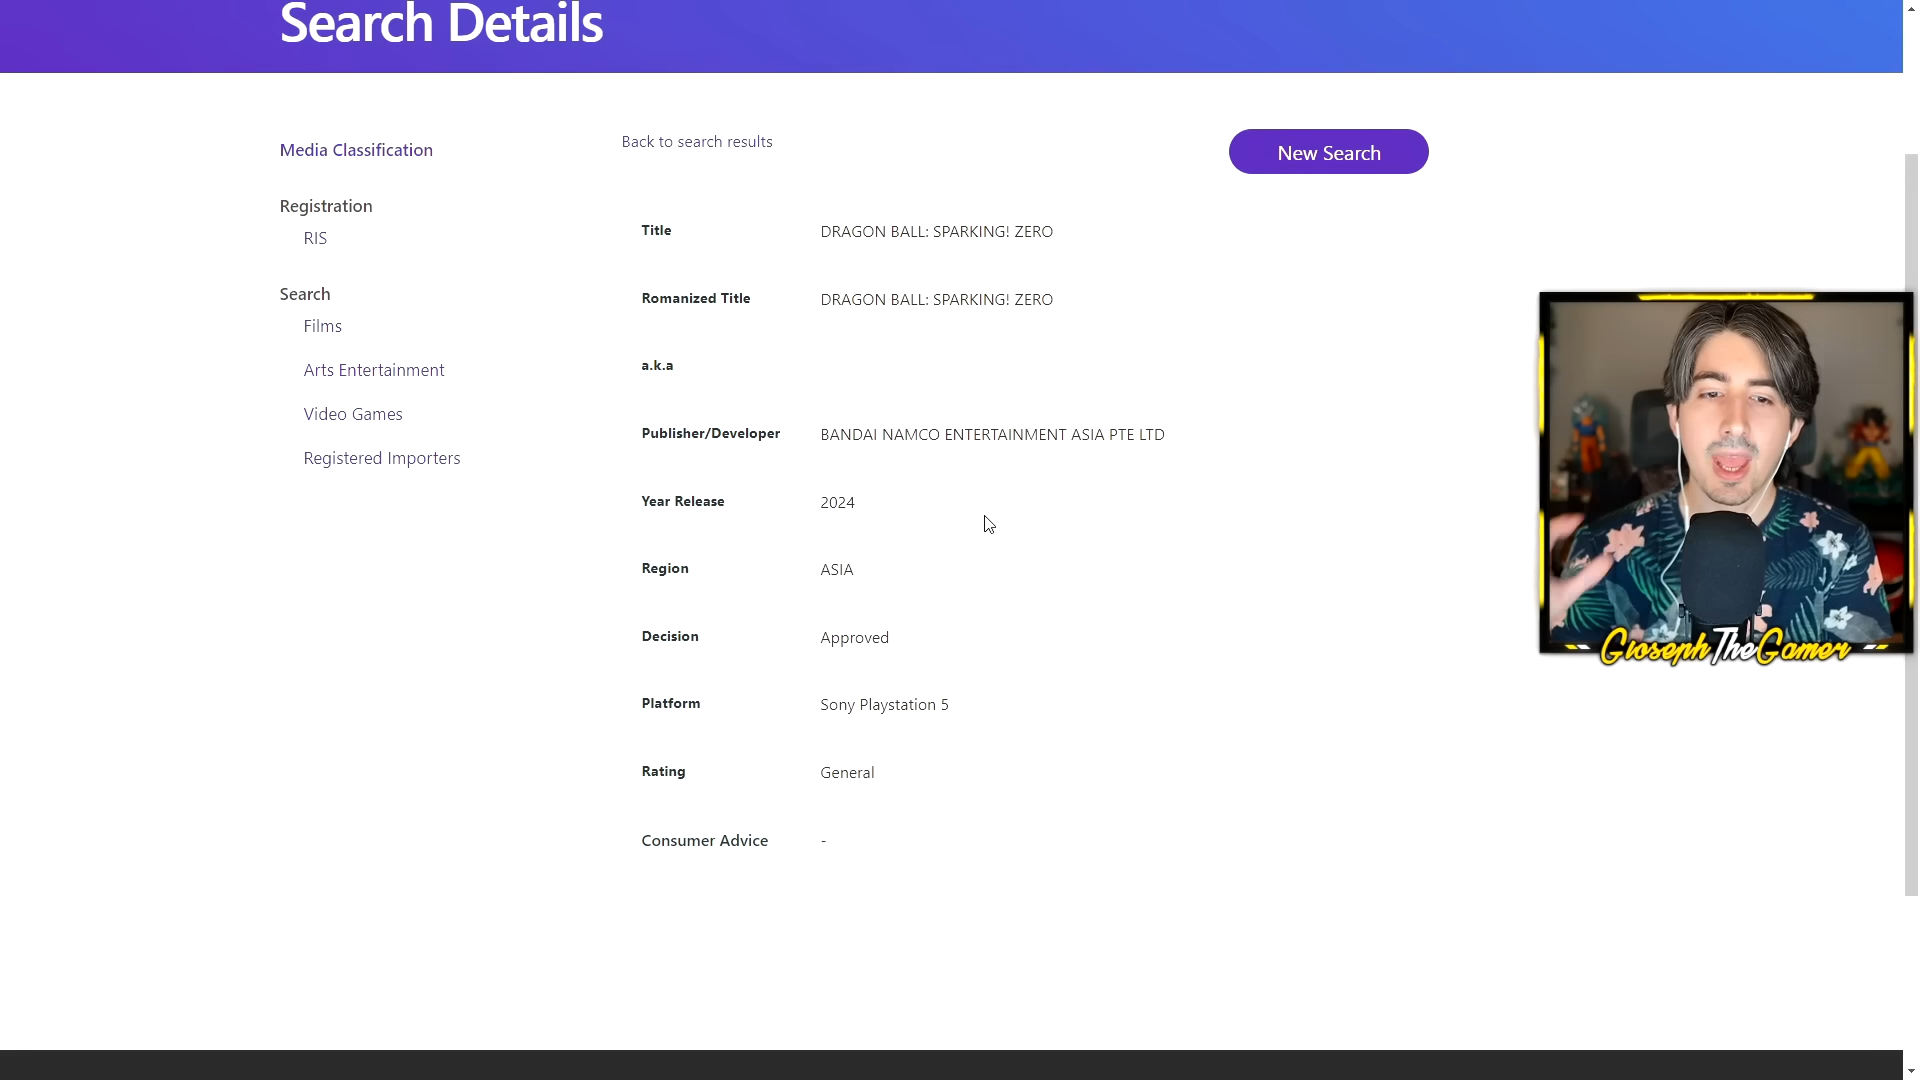 Search Details
Media Classification
Registration
RIS
Search
Films
Arts Entertainment
Video Games
Registered Importers
Back to search results
New Search
Title DRAGON BALL: SPARKING! ZERO
Romanized Title DRAGON BALL: SPARKING! ZERO
a.k.a
Publisher/Developer BANDAI NAMCO ENTERTAINMENT ASIA PTE LTD
Year Release 2024
Region ASIA
Decision Approved
Platform Sony Playstation 5
Rating General
Consumer Advice -
GiosephTheGamer